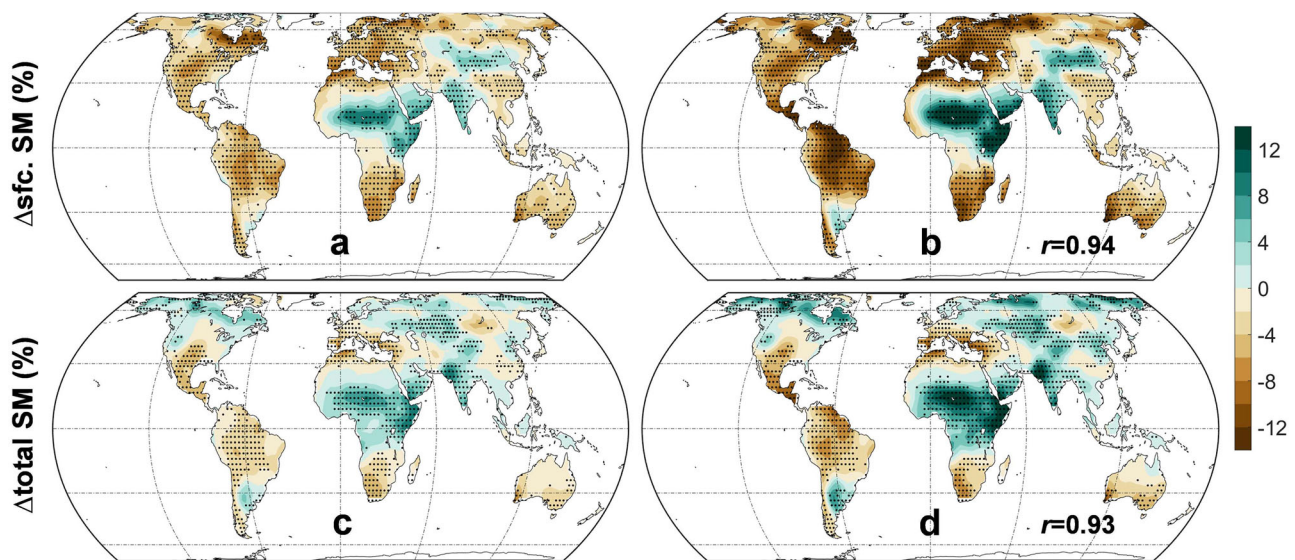 Δsfc. SM (%)
a
b
r=0.94
Δtotal SM (%)
c
d
r=0.93
12
8
4
0
-4
-8
-12